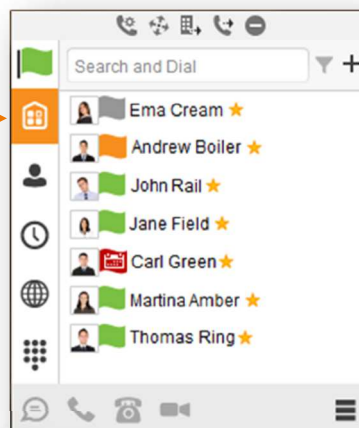 Search and Dial
Ema Cream
Andrew Boiler
John Rail
Jane Field
Carl Green
Martina Amber
Thomas Ring